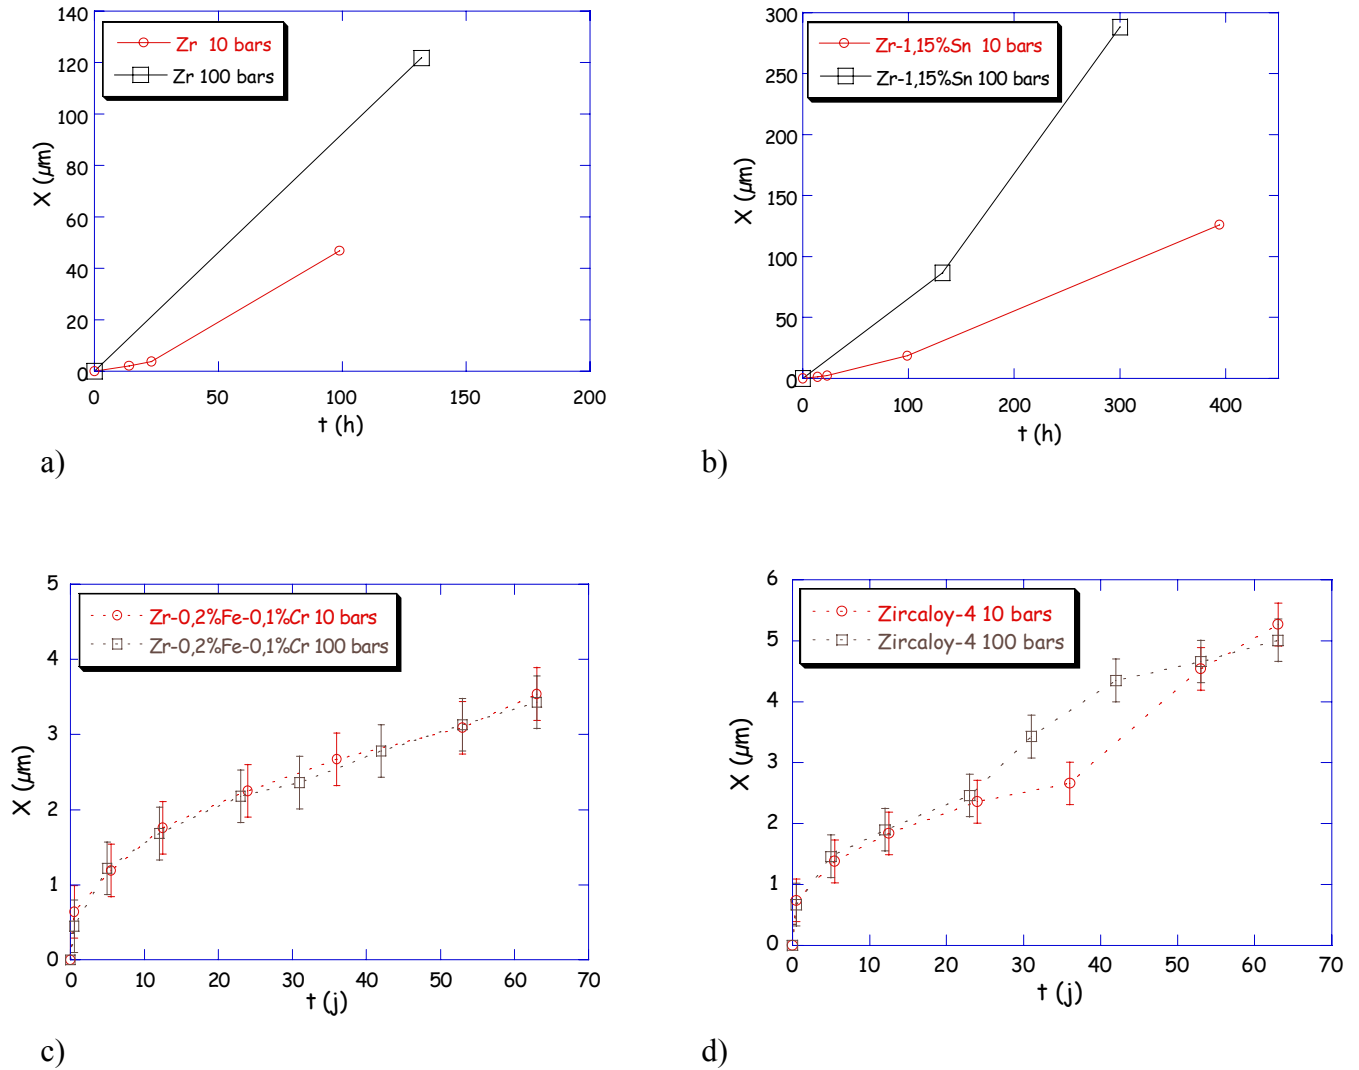 140
120
100
80
60
40
20
0
X (μm)
Zr 10 bars
Zr 100 bars
0 50 100 150 200
t (h)
a)
300
250
200
150
100
50
0
X (μm)
Zr-1,15%Sn 10 bars
Zr-1,15%Sn 100 bars
0 100 200 300 400
t (h)
b)
5
4
3
2
1
0
X (μm)
Zr-0,2%Fe-0,1%Cr 10 bars
Zr-0,2%Fe-0,1%Cr 100 bars
0 10 20 30 40 50 60 70
t (j)
c)
6
5
4
3
2
1
0
X (μm)
Zircaloy-4 10 bars
Zircaloy-4 100 bars
0 10 20 30 40 50 60 70
t (j)
d)